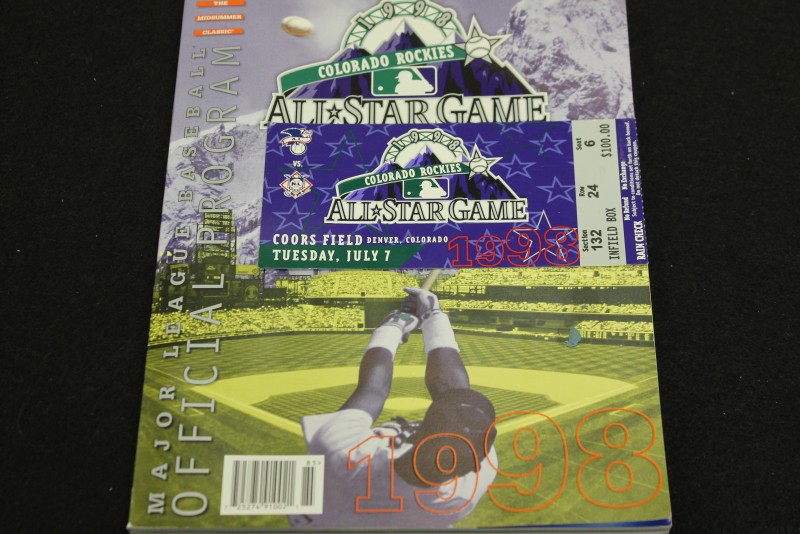 THE
MIDSUMMER
CLASSIC
MAJOR LEAGUE BASEBALL
OFFICIAL PROGRAM
1998
COLORADO ROCKIES
ALL★STAR GAME
VS.
1998
COLORADO ROCKIES
ALL★STAR GAME
COORS FIELD DENVER, COLORADO
TUESDAY, JULY 7
1998
Section Row Seat
132 24 6
INFIELD BOX $100.00
RAIN CHECK
No Refund No Exchange
1998